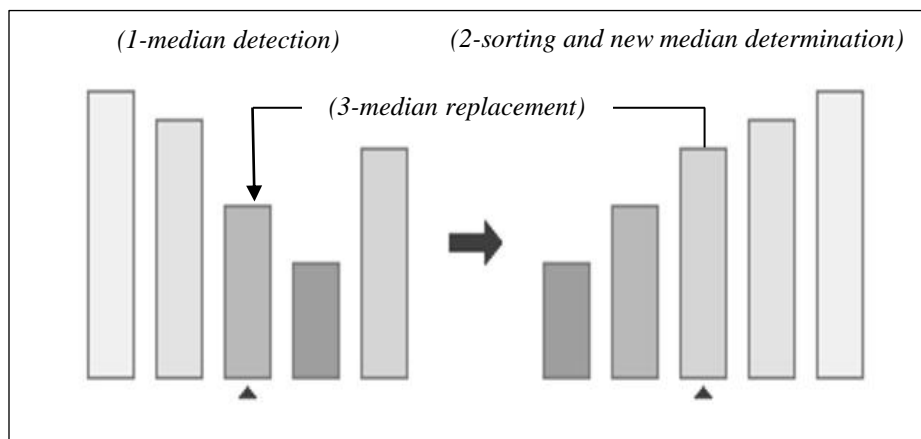 (1-median detection)
(2-sorting and new median determination)
(3-median replacement)